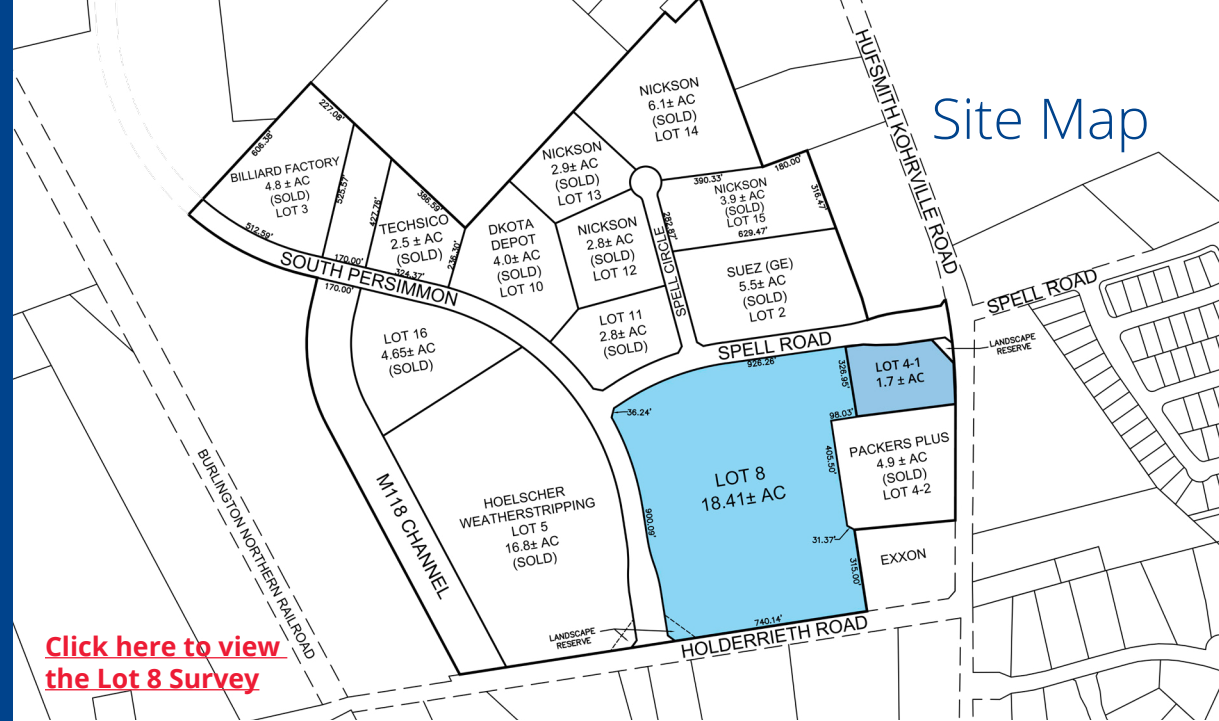 Site Map
HUFSMITH KOHRVILLE ROAD
NICKSON
6.1± AC
(SOLD)
LOT 14
227.08'
606.38'
BILLIARD FACTORY
4.8 ± AC
(SOLD)
LOT 3
525.57'
427.76'
386.59'
512.59'
TECHSICO
2.5 ± AC
(SOLD)
170.00'
324.37'
236.30'
NICKSON
2.9± AC
(SOLD)
LOT 13
390.33'
180.00'
316.47'
NICKSON
3.9 ± AC
(SOLD)
LOT 15
629.47'
282.87'
DKOTA
DEPOT
4.0± AC
(SOLD)
LOT 10
NICKSON
2.8± AC
(SOLD)
LOT 12
SPELL CIRCLE
SUEZ (GE)
5.5± AC
(SOLD)
LOT 2
SOUTH PERSIMMON
170.00'
SPELL ROAD
LOT 11
2.8± AC
(SOLD)
LOT 16
4.65± AC
(SOLD)
SPELL ROAD
926.26'
LANDSCAPE
RESERVE
326.95'
LOT 4-1
1.7 ± AC
36.24'
98.03'
405.50'
PACKERS PLUS
4.9 ± AC
(SOLD)
LOT 4-2
LOT 8
18.41± AC
HOELSCHER
WEATHERSTRIPPING
LOT 5
16.8± AC
(SOLD)
900.09'
31.37'
315.00'
EXXON
M118 CHANNEL
BURLINGTON NORTHERN RAILROAD
740.14'
LANDSCAPE
RESERVE
HOLDERRIETH ROAD
Click here to view
the Lot 8 Survey